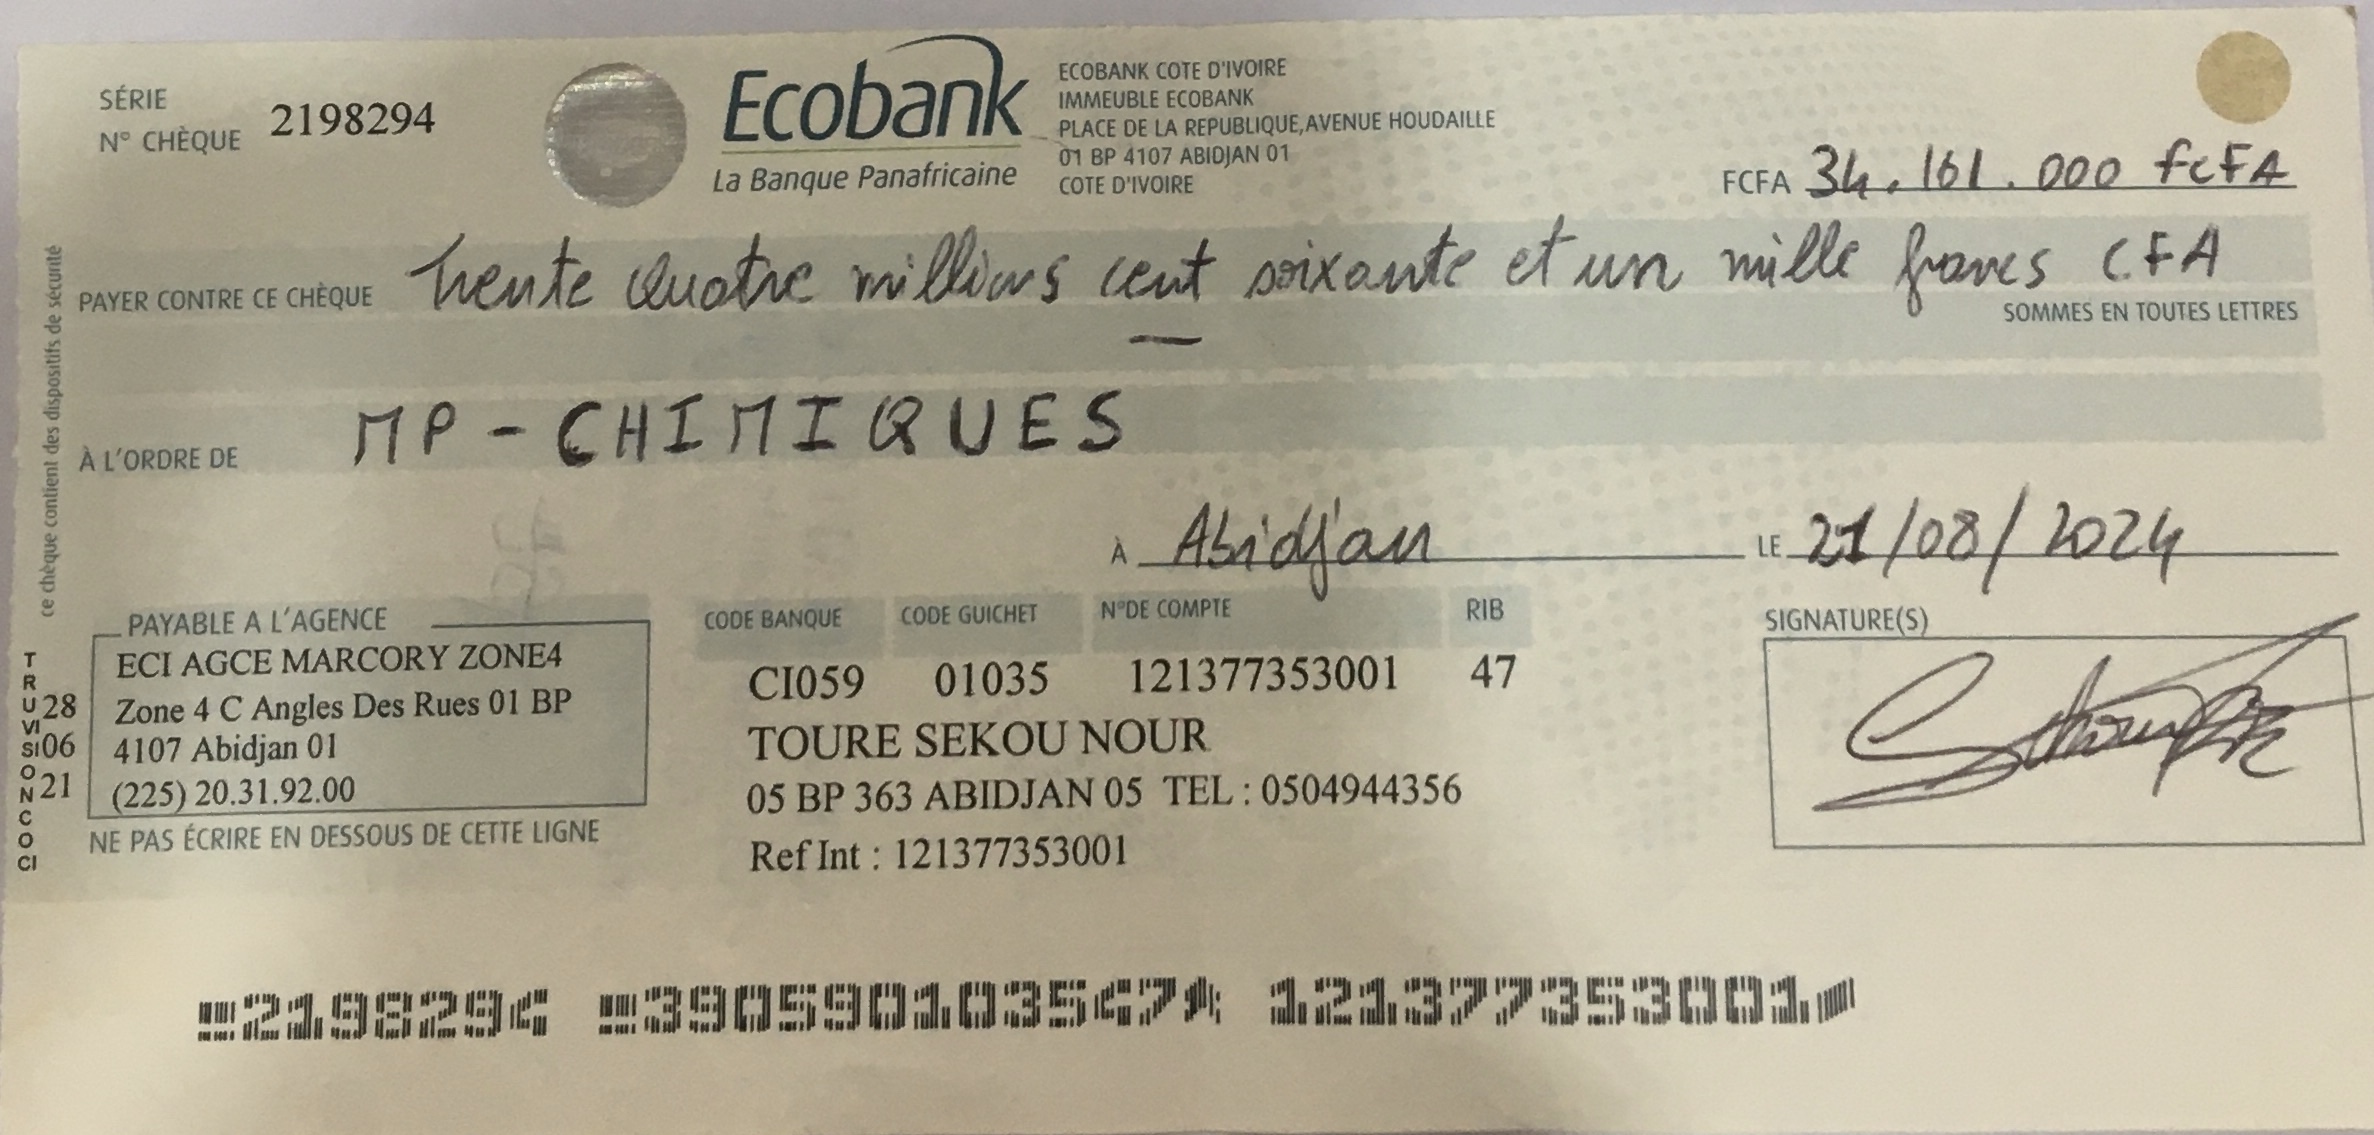 SÉRIE
N° CHÈQUE 2198294
Ecobank
La Banque Panafricaine
ECOBANK COTE D'IVOIRE
IMMEUBLE ECOBANK
PLACE DE LA REPUBLIQUE,AVENUE HOUDAILLE
01 BP 4107 ABIDJAN 01
COTE D'IVOIRE
FCFA 34.161.000 FCFA
PAYER CONTRE CE CHÈQUE Trente Quatre millions cent soixante et un mille francs CFA
SOMMES EN TOUTES LETTRES
À L'ORDRE DE MP-CHIMIQUES
À Abidjan LE 21/08/2024
ce chèque contient des dispositifs de sécurité
TRUVISION COCI
28
06
21
PAYABLE A L'AGENCE
ECI AGCE MARCORY ZONE4
Zone 4 C Angles Des Rues 01 BP
4107 Abidjan 01
(225) 20.31.92.00
NE PAS ÉCRIRE EN DESSOUS DE CETTE LIGNE
CODE BANQUE CODE GUICHET N°DE COMPTE RIB
CI059 01035 121377353001 47
TOURE SEKOU NOUR
05 BP 363 ABIDJAN 05 TEL : 0504944356
Ref Int : 121377353001
SIGNATURE(S)
2198294 390590103547 121377353001